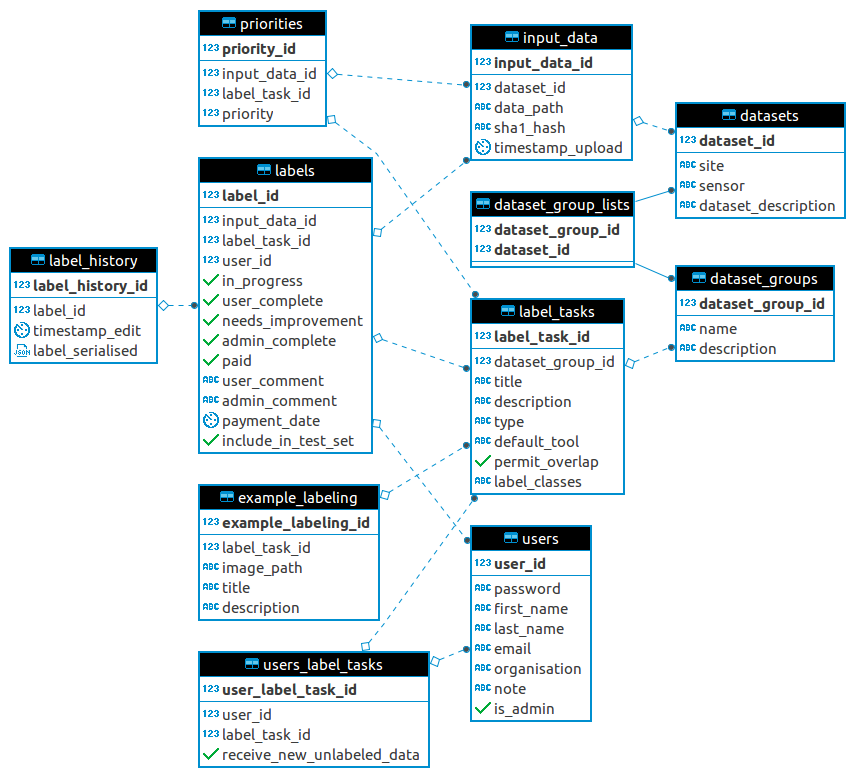 priorities
123 priority_id
123 input_data_id
123 label_task_id
123 priority
input_data
123 input_data_id
123 dataset_id
ABC data_path
ABC sha1_hash
timestamp_upload
datasets
123 dataset_id
ABC site
ABC sensor
ABC dataset_description
labels
123 label_id
123 input_data_id
123 label_task_id
123 user_id
in_progress
user_complete
needs_improvement
admin_complete
paid
ABC user_comment
ABC admin_comment
payment_date
include_in_test_set
dataset_group_lists
123 dataset_group_id
123 dataset_id
label_history
123 label_history_id
123 label_id
timestamp_edit
JSON label_serialised
dataset_groups
123 dataset_group_id
ABC name
ABC description
label_tasks
123 label_task_id
123 dataset_group_id
ABC title
ABC description
ABC type
ABC default_tool
permit_overlap
ABC label_classes
example_labeling
123 example_labeling_id
123 label_task_id
ABC image_path
ABC title
ABC description
users
123 user_id
ABC password
ABC first_name
ABC last_name
ABC email
ABC organisation
ABC note
is_admin
users_label_tasks
123 user_label_task_id
123 user_id
123 label_task_id
receive_new_unlabeled_data